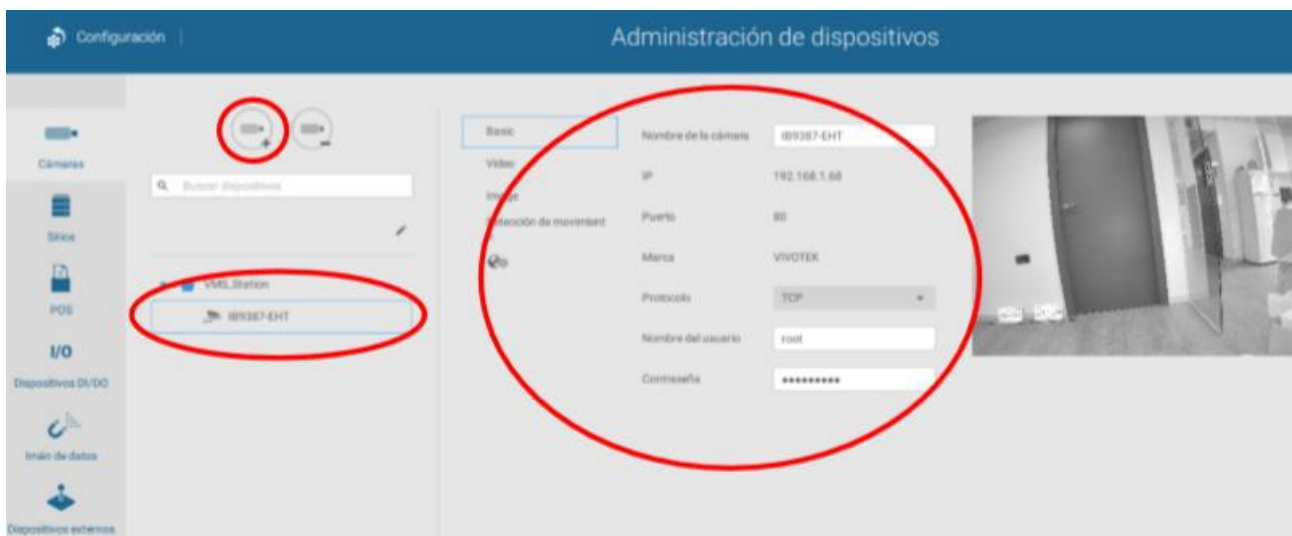 Configuración
Administración de dispositivos
Cámaras
Sitios
POS
I/O
Dispositivos DI/DO
Imán de datos
Dispositivos externos
Buscar dispositivos
VMS_Station
IB9387-EHT
Basic
Video
Image
Detección de movimient
Nombre de la cámara IB9387-EHT
IP 192.168.1.68
Puerto 80
Marca VIVOTEK
Protocolo TCP
Nombre del usuario root
Contraseña •••••••••